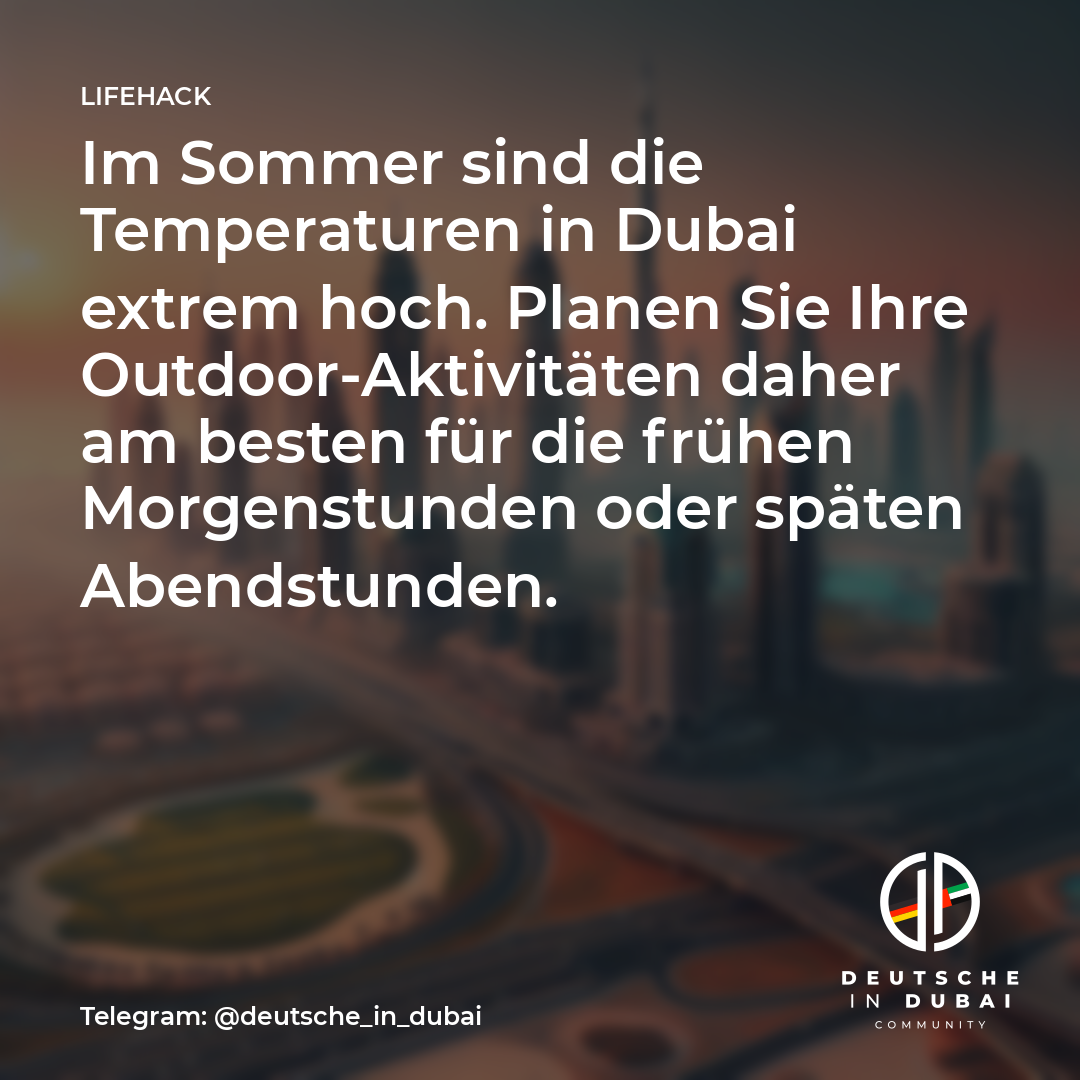 LIFEHACK
Im Sommer sind die
Temperaturen in Dubai
extrem hoch. Planen Sie Ihre
Outdoor-Aktivitäten daher
am besten für die frühen
Morgenstunden oder späten
Abendstunden.
DEUTSCHE
IN DUBAI
COMMUNITY
Telegram: @deutsche_in_dubai